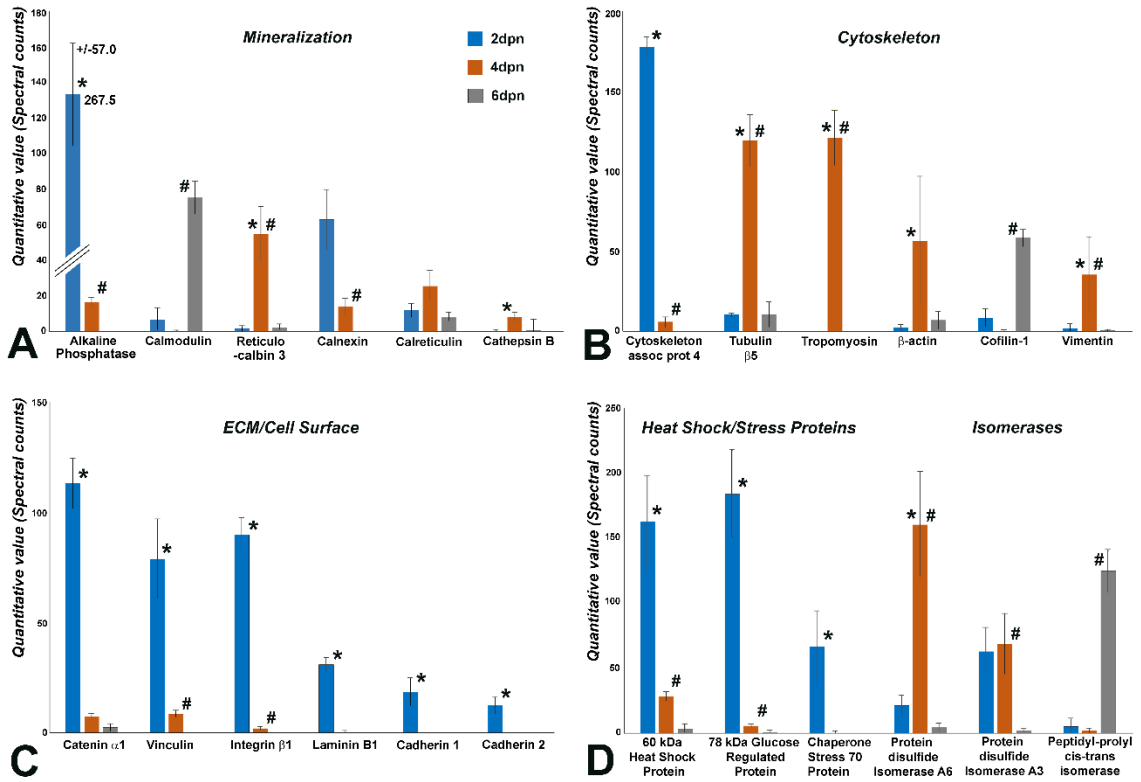 Mineralization
2dpn
4dpn
6dpn
Quantitative value (Spectral counts)
180
160
140
120
100
80
60
40
20
0
+/-57.0
*
267.5
#
#
* #
#
*
Alkaline Phosphatase
Calmodulin
Reticulo -calbin 3
Calnexin
Calreticulin
Cathepsin B
A
Cytoskeleton
Quantitative value (Spectral counts)
200
150
100
50
0
*
#
* #
* #
*
#
* #
Cytoskeleton assoc prot 4
Tubulin β5
Tropomyosin
β-actin
Cofilin-1
Vimentin
B
ECM/Cell Surface
Quantitative value (Spectral counts)
150
100
50
0
*
*
#
*
#
*
*
*
Catenin α1
Vinculin
Integrin β1
Laminin B1
Cadherin 1
Cadherin 2
C
Heat Shock/Stress Proteins
Isomerases
Quantitative value (Spectral counts)
250
200
150
100
50
0
*
#
*
#
*
* #
#
#
60 kDa Heat Shock Protein
78 kDa Glucose Regulated Protein
Chaperone Stress 70 Protein
Protein disulfide Isomerase A6
Protein disulfide Isomerase A3
Peptidyl-prolyl cis-trans isomerase
D